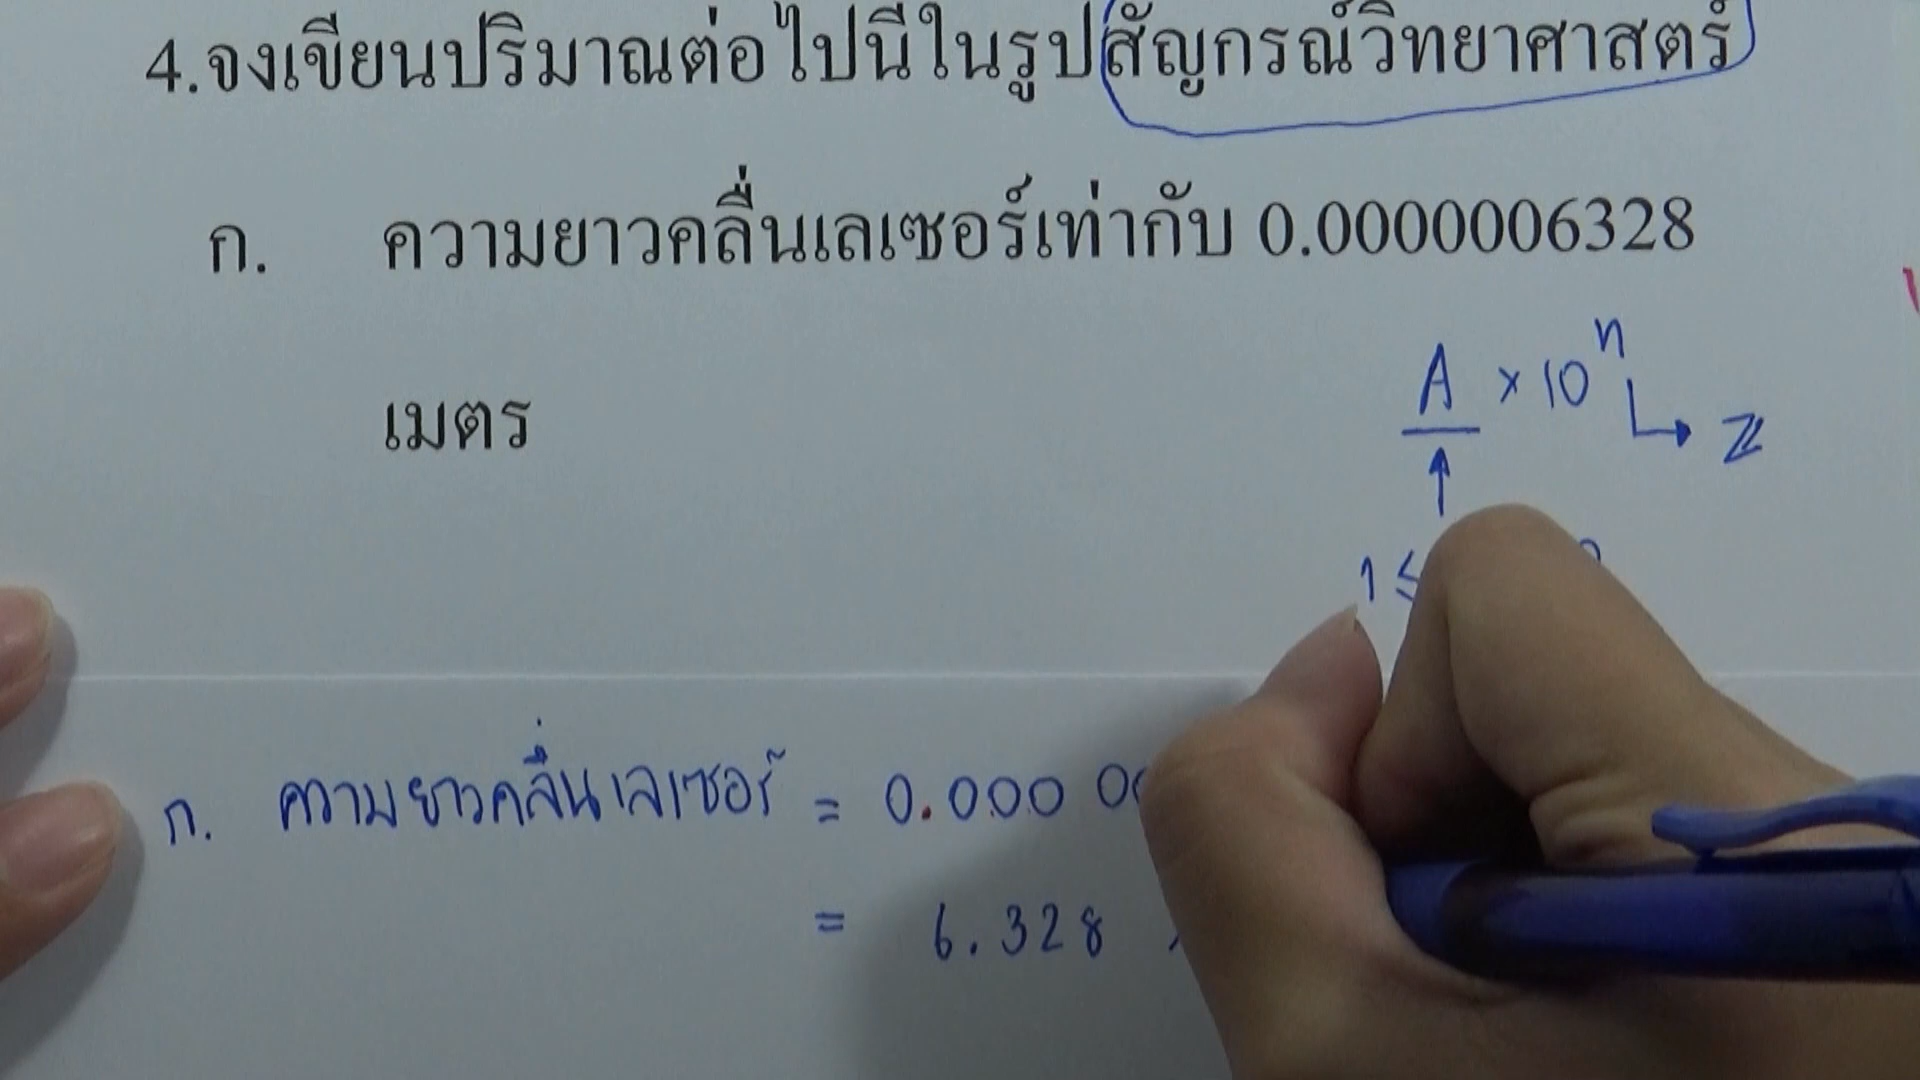 4.จงเขียนปริมาณต่อไปนี้ในรูปสัญกรณ์วิทยาศาสตร์
ก. ความยาวคลื่นเลเซอร์เท่ากับ 0.0000006328
เมตร
A × 10ⁿ
ℤ
1 ≤
ก. ความยาวคลื่นเลเซอร์ = 0.000 00
= 6.328